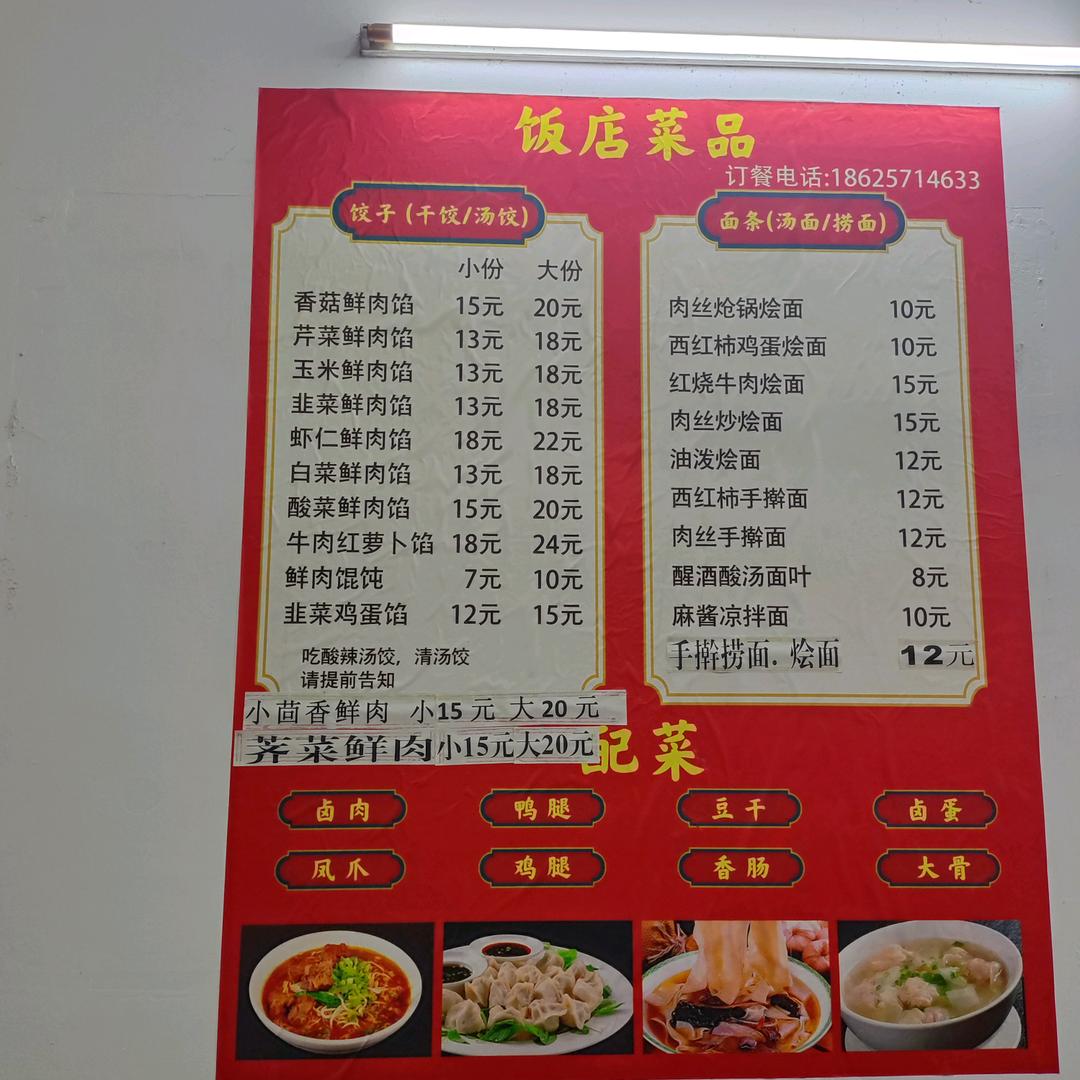 饭店菜品
订餐电话:18625714633
饺子(干饺/汤饺)
小份 大份
香菇鲜肉馅 15元 20元
芹菜鲜肉馅 13元 18元
玉米鲜肉馅 13元 18元
韭菜鲜肉馅 13元 18元
虾仁鲜肉馅 18元 22元
白菜鲜肉馅 13元 18元
酸菜鲜肉馅 15元 20元
牛肉红萝卜馅 18元 24元
鲜肉馄饨 7元 10元
韭菜鸡蛋馅 12元 15元
吃酸辣汤饺，清汤饺
请提前告知
小茴香鲜肉 小15元 大20元
荠菜鲜肉小15元大20元
面条(汤面/捞面)
肉丝炝锅烩面 10元
西红柿鸡蛋烩面 10元
红烧牛肉烩面 15元
肉丝炒烩面 15元
油泼烩面 12元
西红柿手擀面 12元
肉丝手擀面 12元
醒酒酸汤面叶 8元
麻酱凉拌面 10元
手擀捞面. 烩面 12元
配菜
卤肉 鸭腿 豆干 卤蛋
凤爪 鸡腿 香肠 大骨